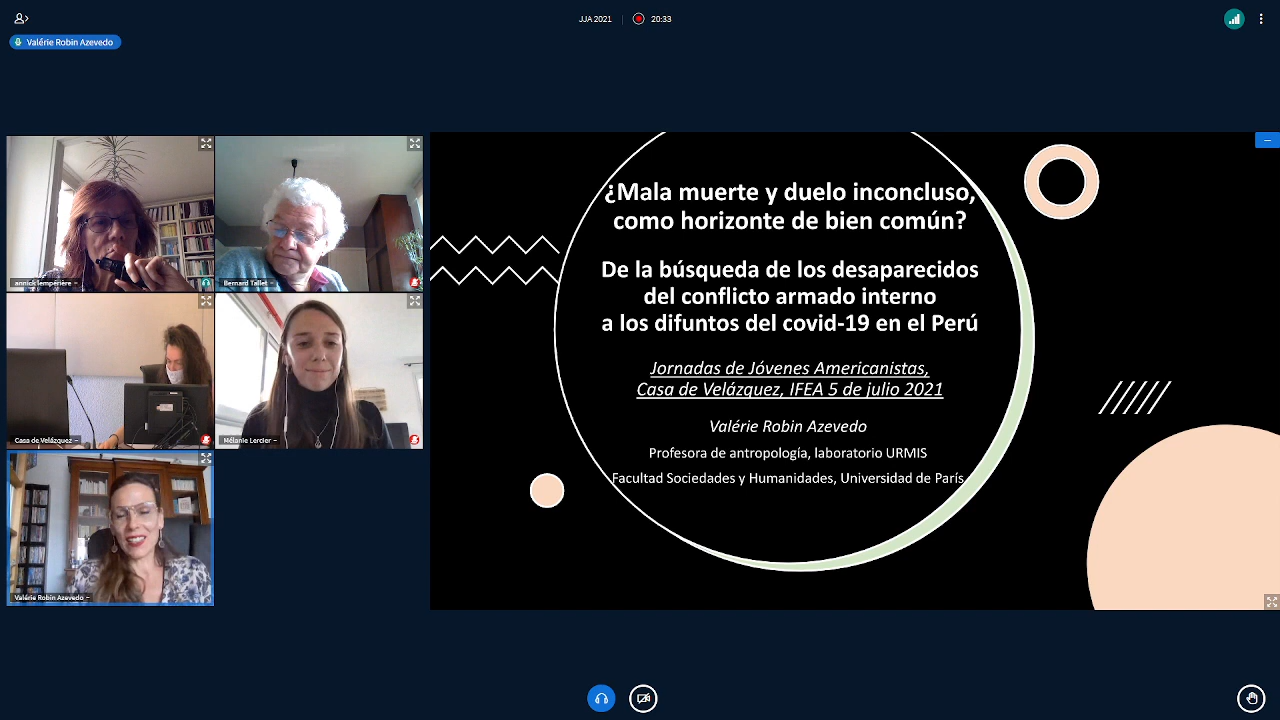 JJA 2021
20:33
Valérie Robin Azevedo
annick lempérière
Bernard Tallet
Casa de Velázquez
Mélanie Lercier
Valérie Robin Azevedo
¿Mala muerte y duelo inconcluso,
como horizonte de bien común?
De la búsqueda de los desaparecidos
del conflicto armado interno
a los difuntos del covid-19 en el Perú
Jornadas de Jóvenes Americanistas,
Casa de Velázquez, IFEA 5 de julio 2021
Valérie Robin Azevedo
Profesora de antropología, laboratorio URMIS
Facultad Sociedades y Humanidades, Universidad de París